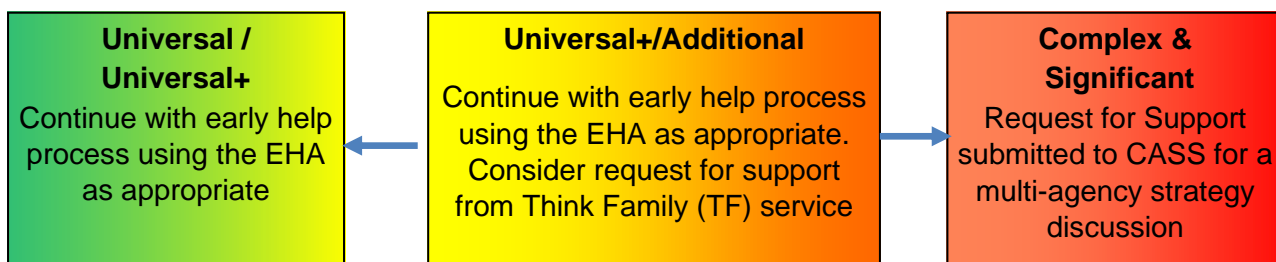 Universal /
Universal+
Continue with early help
process using the EHA
as appropriate
Universal+/Additional
Continue with early help process
using the EHA as appropriate.
Consider request for support
from Think Family (TF) service
Complex &
Significant
Request for Support
submitted to CASS for a
multi-agency strategy
discussion